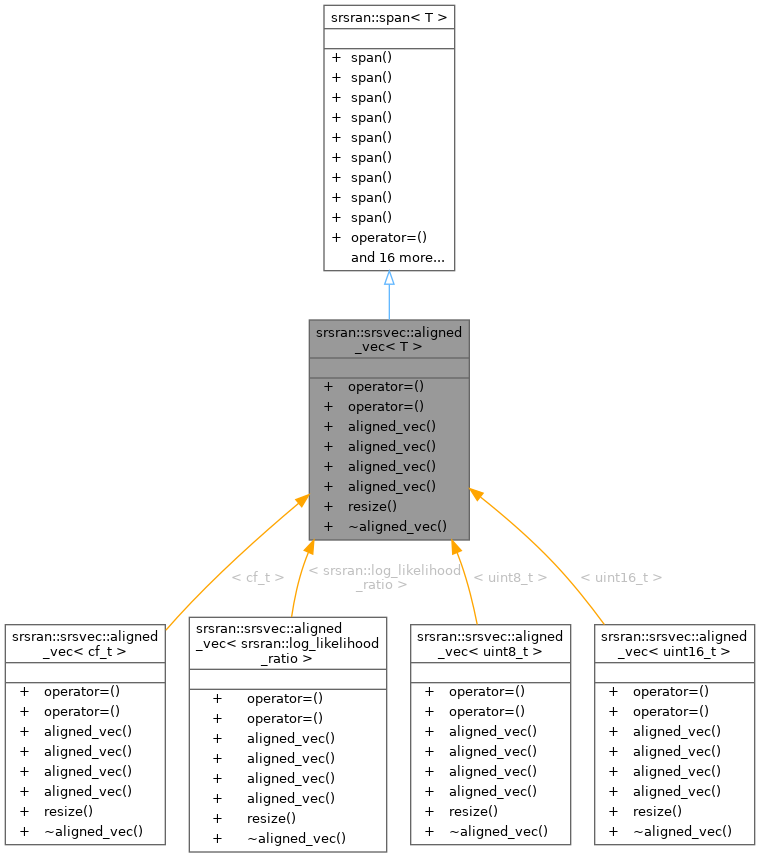 srsran::span< T >
+ span()
+ span()
+ span()
+ span()
+ span()
+ span()
+ span()
+ span()
+ span()
+ operator=()
and 16 more...
srsran::srsvec::aligned
_vec< T >
+ operator=()
+ operator=()
+ aligned_vec()
+ aligned_vec()
+ aligned_vec()
+ aligned_vec()
+ resize()
+ ~aligned_vec()
< cf_t >
< srsran::log_likelihood
_ratio >
< uint8_t >
< uint16_t >
srsran::srsvec::aligned
_vec< cf_t >
+ operator=()
+ operator=()
+ aligned_vec()
+ aligned_vec()
+ aligned_vec()
+ aligned_vec()
+ resize()
+ ~aligned_vec()
srsran::srsvec::aligned
_vec< srsran::log_likelihood
_ratio >
+ operator=()
+ operator=()
+ aligned_vec()
+ aligned_vec()
+ aligned_vec()
+ aligned_vec()
+ resize()
+ ~aligned_vec()
srsran::srsvec::aligned
_vec< uint8_t >
+ operator=()
+ operator=()
+ aligned_vec()
+ aligned_vec()
+ aligned_vec()
+ aligned_vec()
+ resize()
+ ~aligned_vec()
srsran::srsvec::aligned
_vec< uint16_t >
+ operator=()
+ operator=()
+ aligned_vec()
+ aligned_vec()
+ aligned_vec()
+ aligned_vec()
+ resize()
+ ~aligned_vec()